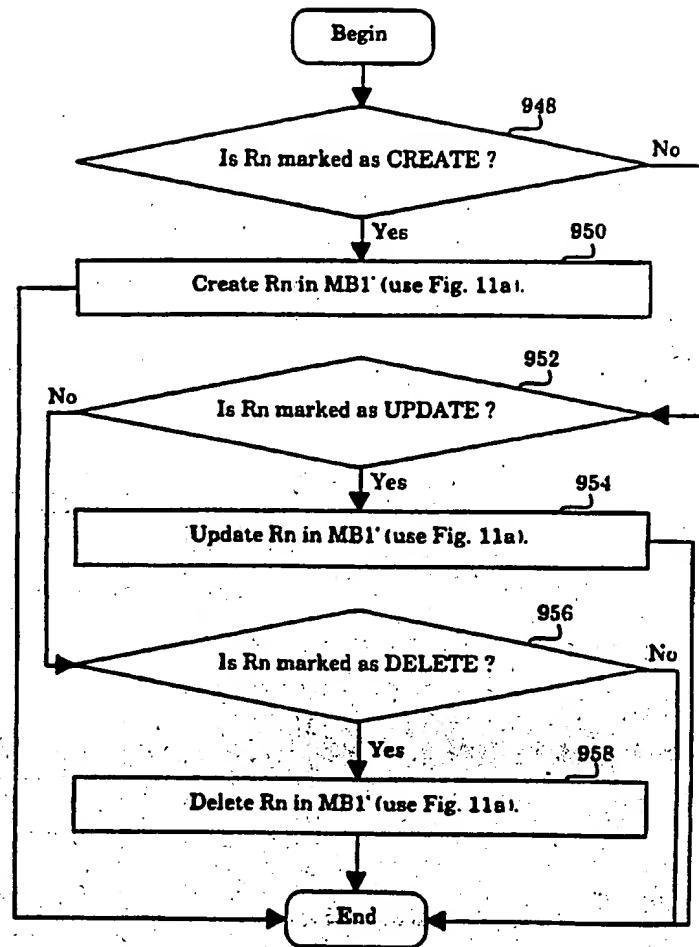 Begin
948
Is Rn marked as CREATE ?
No
Yes
950
Create Rn in MB1' (use Fig. 11a).
952
No
Is Rn marked as UPDATE ?
Yes
954
Update Rn in MB1' (use Fig. 11a).
956
Is Rn marked as DELETE ?
No
Yes
958
Delete Rn in MB1' (use Fig. 11a).
End